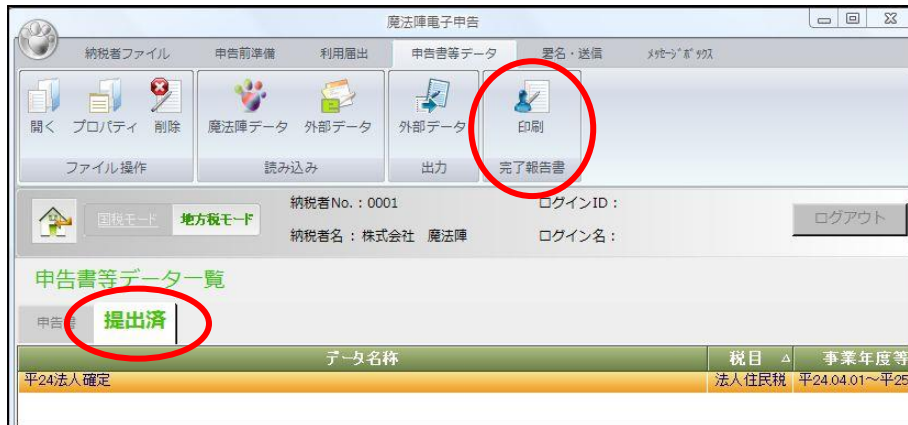 魔法陣電子申告
納税者ファイル 申告前準備 利用届出 申告書等データ 署名・送信 メッセージボックス
開く プロパティ 削除 魔法陣データ 外部データ 外部データ 印刷
ファイル操作 読み込み 出力 完了報告書
納税者No.：0001 ログインID：
国税モード 地方税モード ログアウト
納税者名：株式会社 魔法陣 ログイン名：
申告書等データ一覧
申告書 提出済
データ名称 税目 △ 事業年度等
平24法人確定 法人住民税 平24.04.01～平25